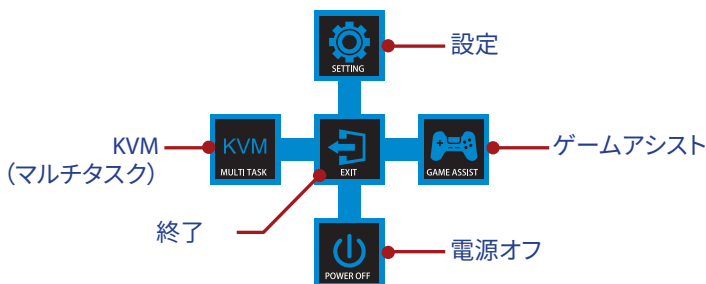 設定
SETTING
KVM
(マルチタスク)
KVM
MULTI TASK
EXIT
GAME ASSIST
ゲームアシスト
終了
POWER OFF
電源オフ